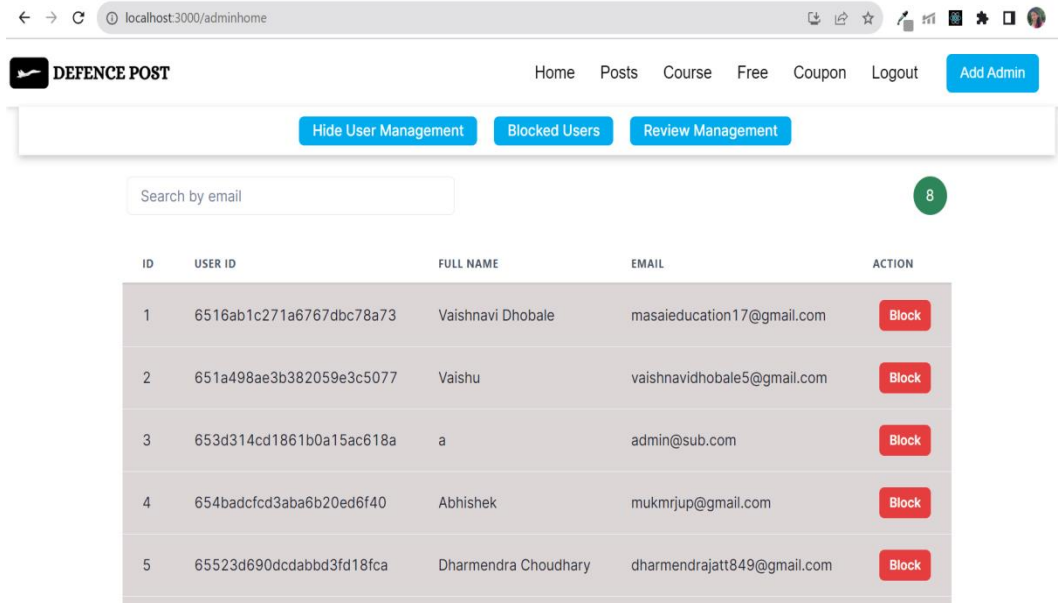 localhost:3000/adminhome
DEFENCE POST Home Posts Course Free Coupon Logout Add Admin
Hide User Management Blocked Users Review Management
Search by email 8
ID USER ID FULL NAME EMAIL ACTION
1 6516ab1c271a6767dbc78a73 Vaishnavi Dhobale masaieducation17@gmail.com Block
2 651a498ae3b382059e3c5077 Vaishu vaishnavidhobale5@gmail.com Block
3 653d314cd1861b0a15ac618a a admin@sub.com Block
4 654badcfcd3aba6b20ed6f40 Abhishek mukmrjup@gmail.com Block
5 65523d690dcdabbd3fd18fca Dharmendra Choudhary dharmendrajatt849@gmail.com Block